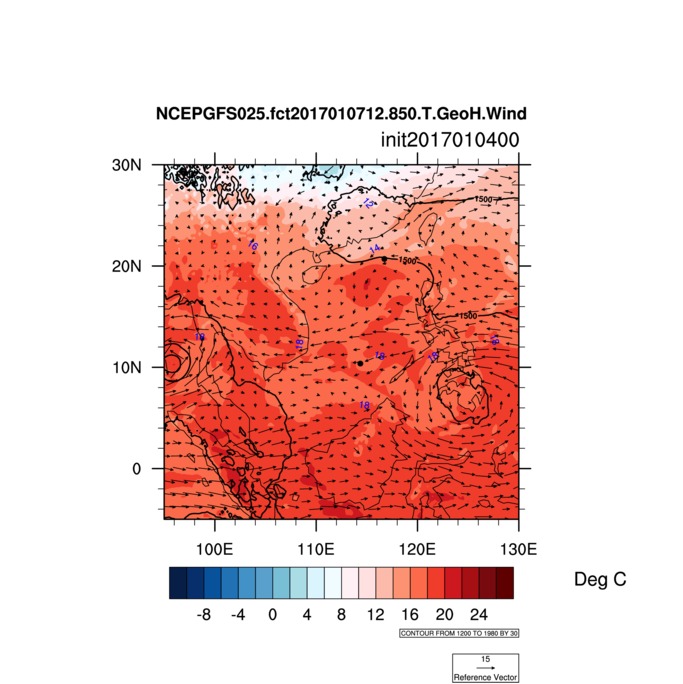 NCEPGFS025.fct2017010712.850.T.GeoH.Wind
init2017010400
30N
1500
12
16
14
20N
1500
1500
18
18
16
18
18
10N
18
0
100E 110E 120E 130E
Deg C
-8 -4 0 4 8 12 16 20 24
CONTOUR FROM 1200 TO 1980 BY 30
15
Reference Vector